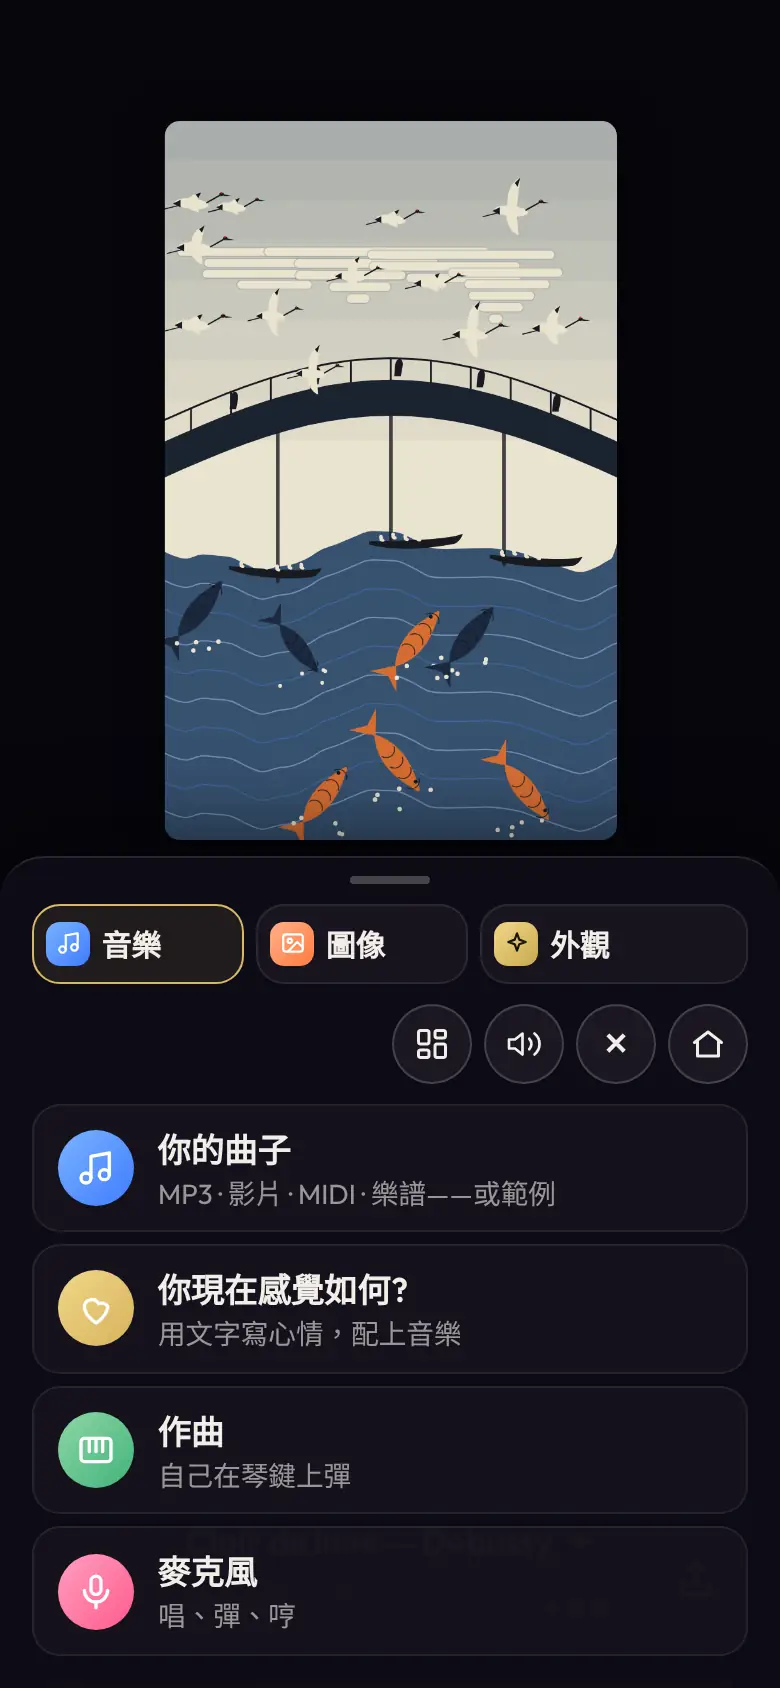 音樂
圖像
外觀
你的曲子
MP3·影片·MIDI·樂譜——或範例
你現在感覺如何?
用文字寫心情，配上音樂
作曲
自己在琴鍵上彈
麥克風
唱、彈、哼